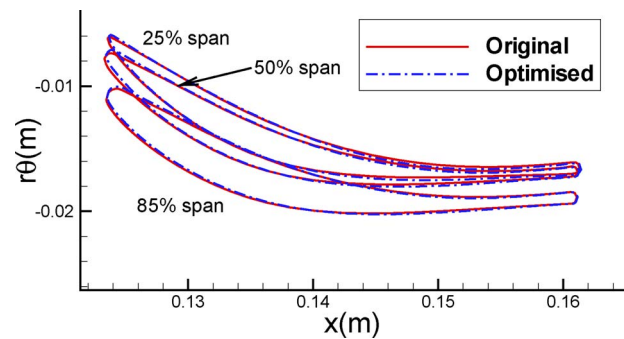 25% span
50% span
85% span
Original
Optimised
-0.01
-0.02
rθ(m)
0.13
0.14
0.15
0.16
x(m)